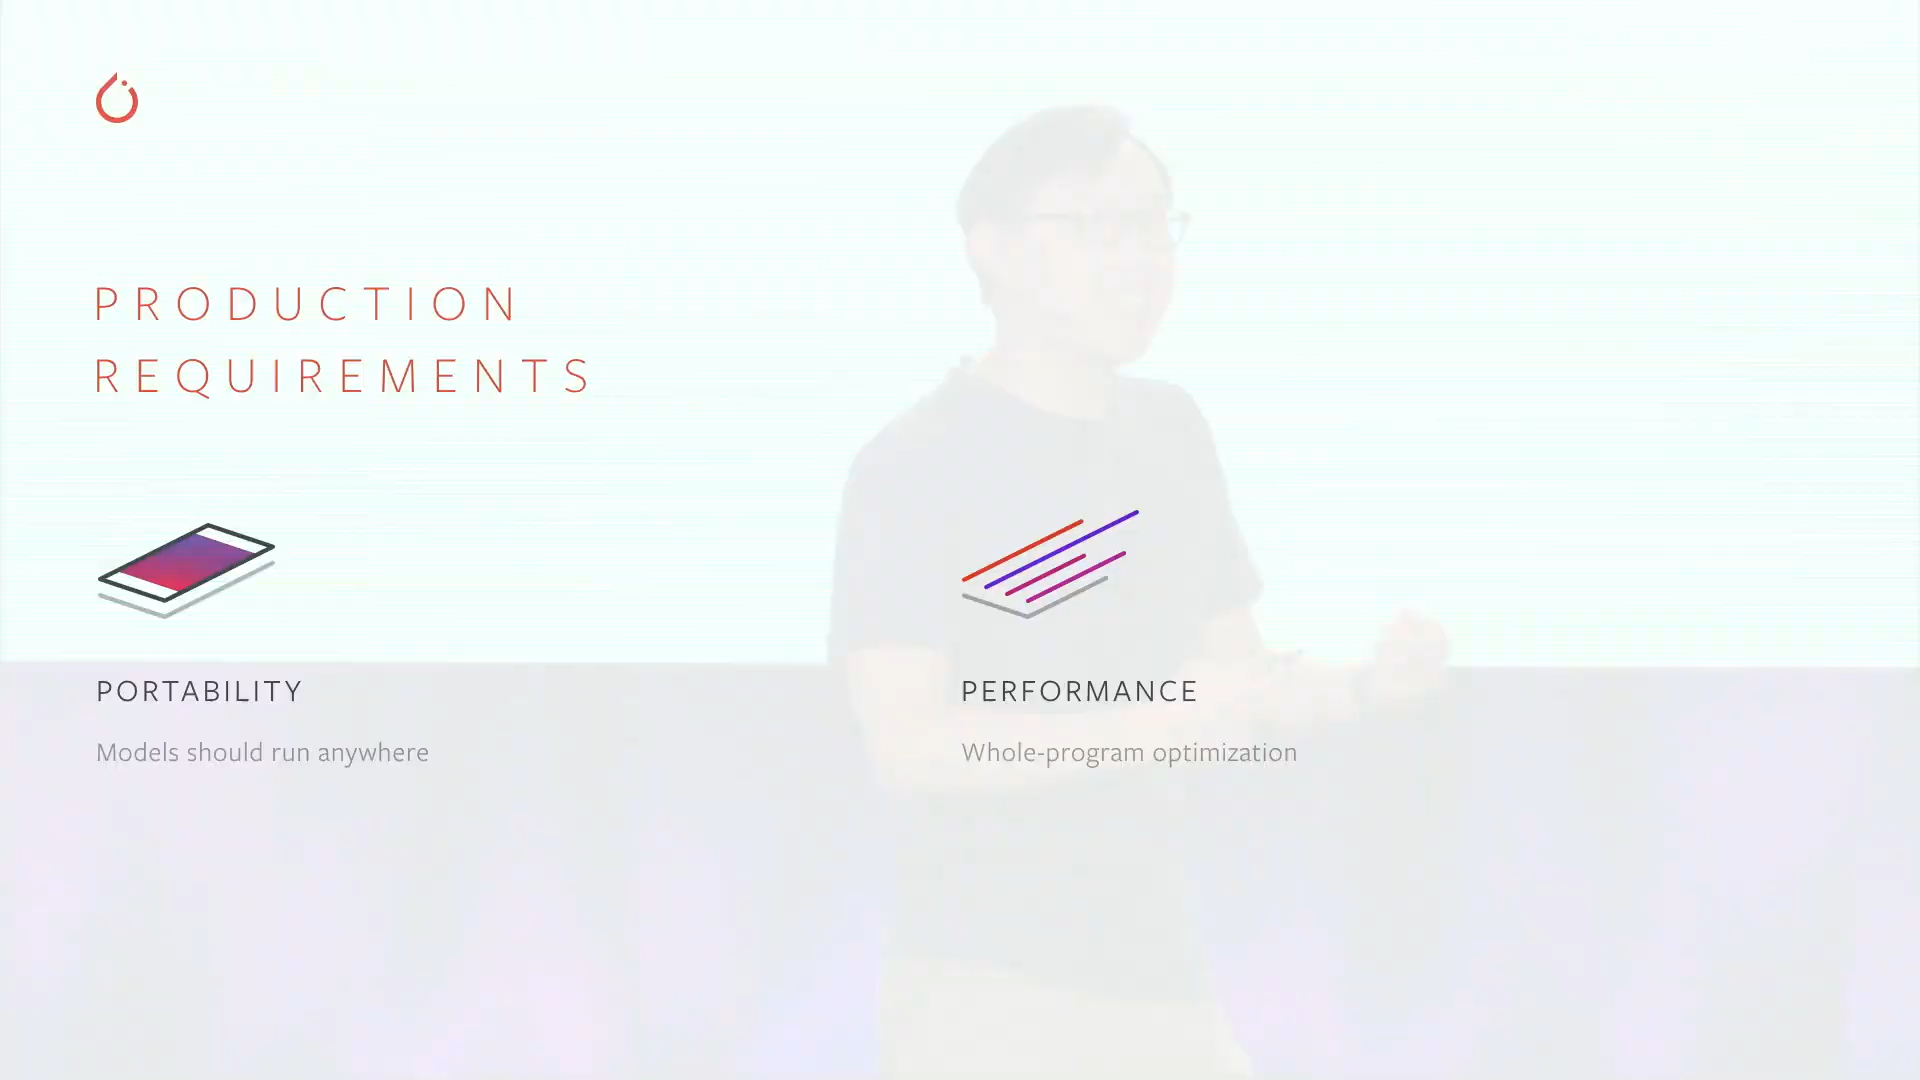 PRODUCTION
REQUIREMENTS
PORTABILITY
Models should run anywhere
PERFORMANCE
Whole-program optimization